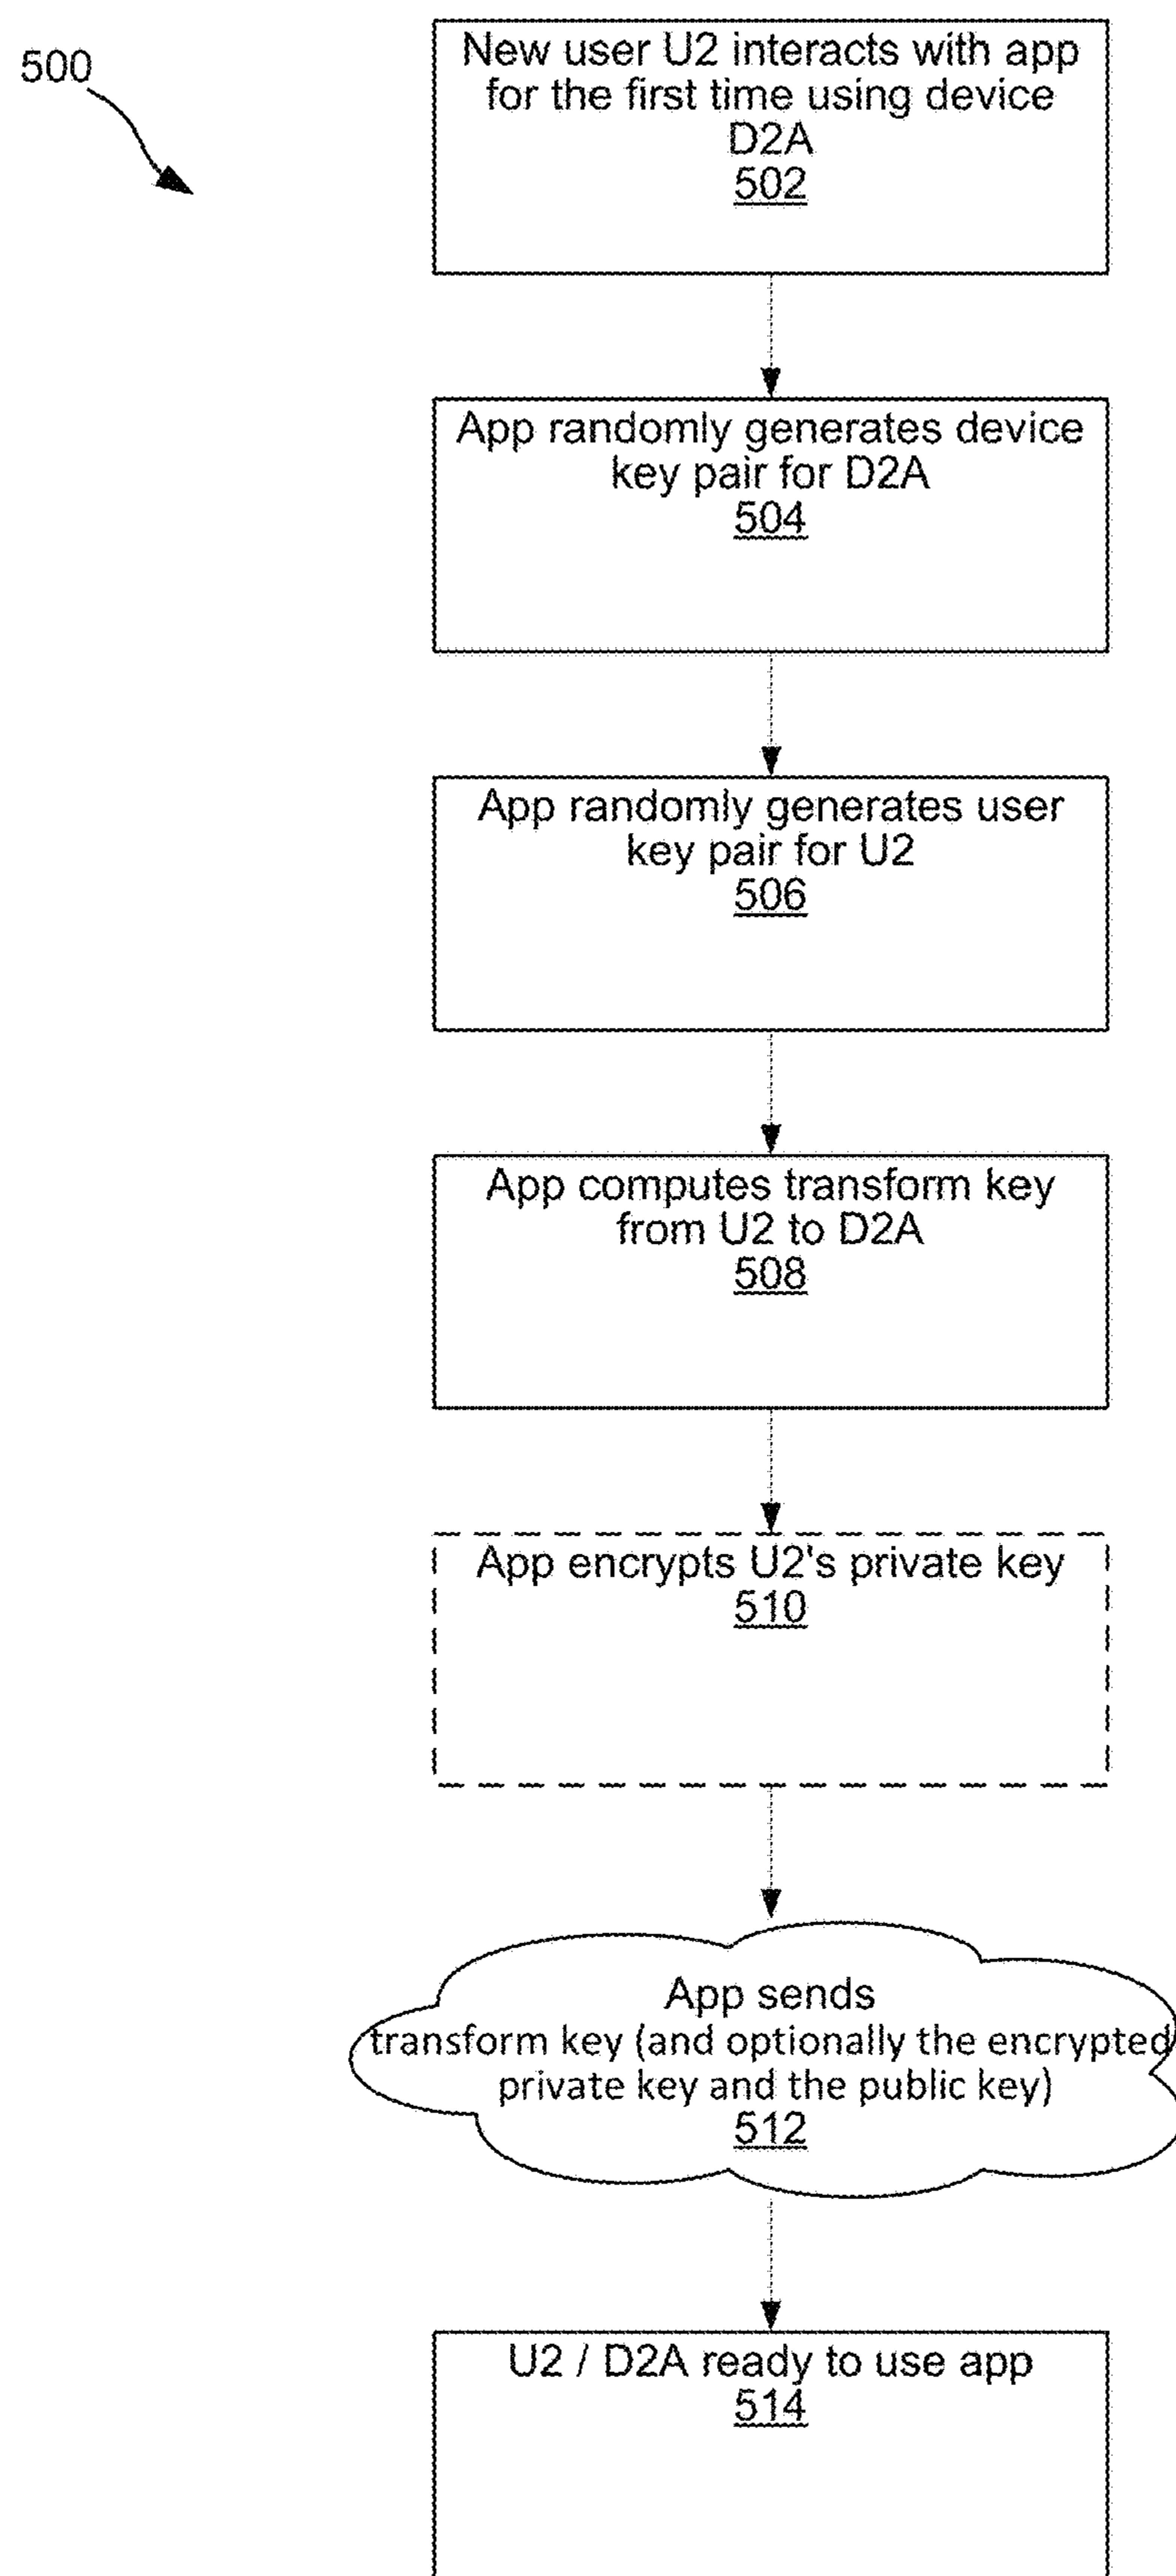 500
New user U2 interacts with app
for the first time using device
D2A
502
App randomly generates device
key pair for D2A
504
App randomly generates user
key pair for U2
506
App computes transform key
from U2 to D2A
508
App encrypts U2's private key
510
App sends
transform key (and optionally the encrypted
private key and the public key)
512
U2 / D2A ready to use app
514